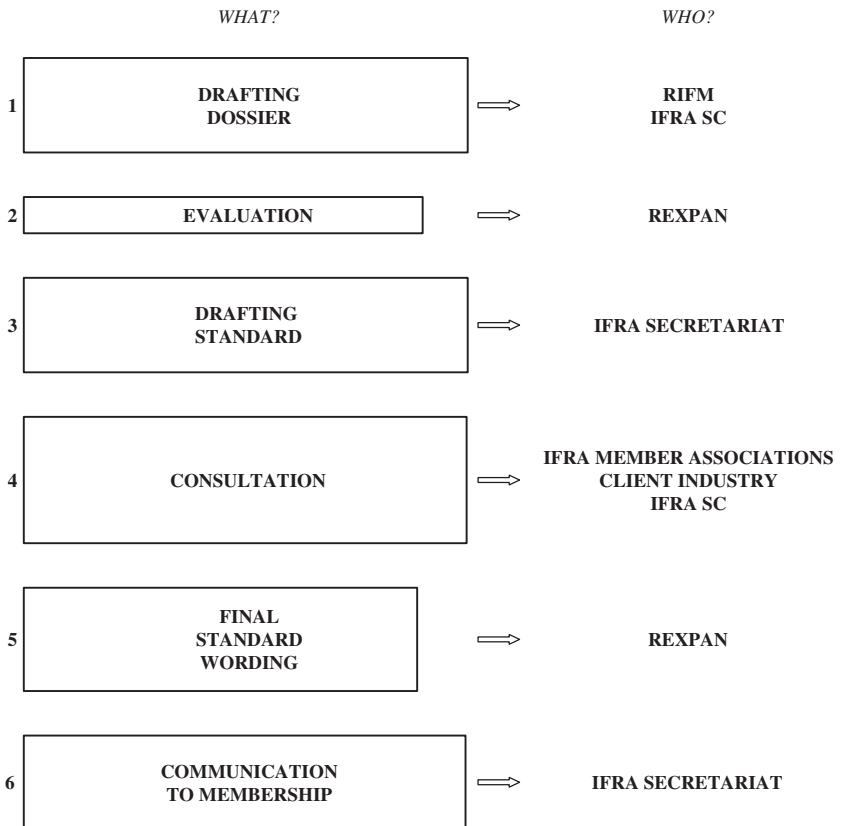 WHAT?
WHO?
1
DRAFTING
DOSSIER
RIFM
IFRA SC
2
EVALUATION
REXPAN
3
DRAFTING
STANDARD
IFRA SECRETARIAT
4
CONSULTATION
IFRA MEMBER ASSOCIATIONS
CLIENT INDUSTRY
IFRA SC
5
FINAL
STANDARD
WORDING
REXPAN
6
COMMUNICATION
TO MEMBERSHIP
IFRA SECRETARIAT